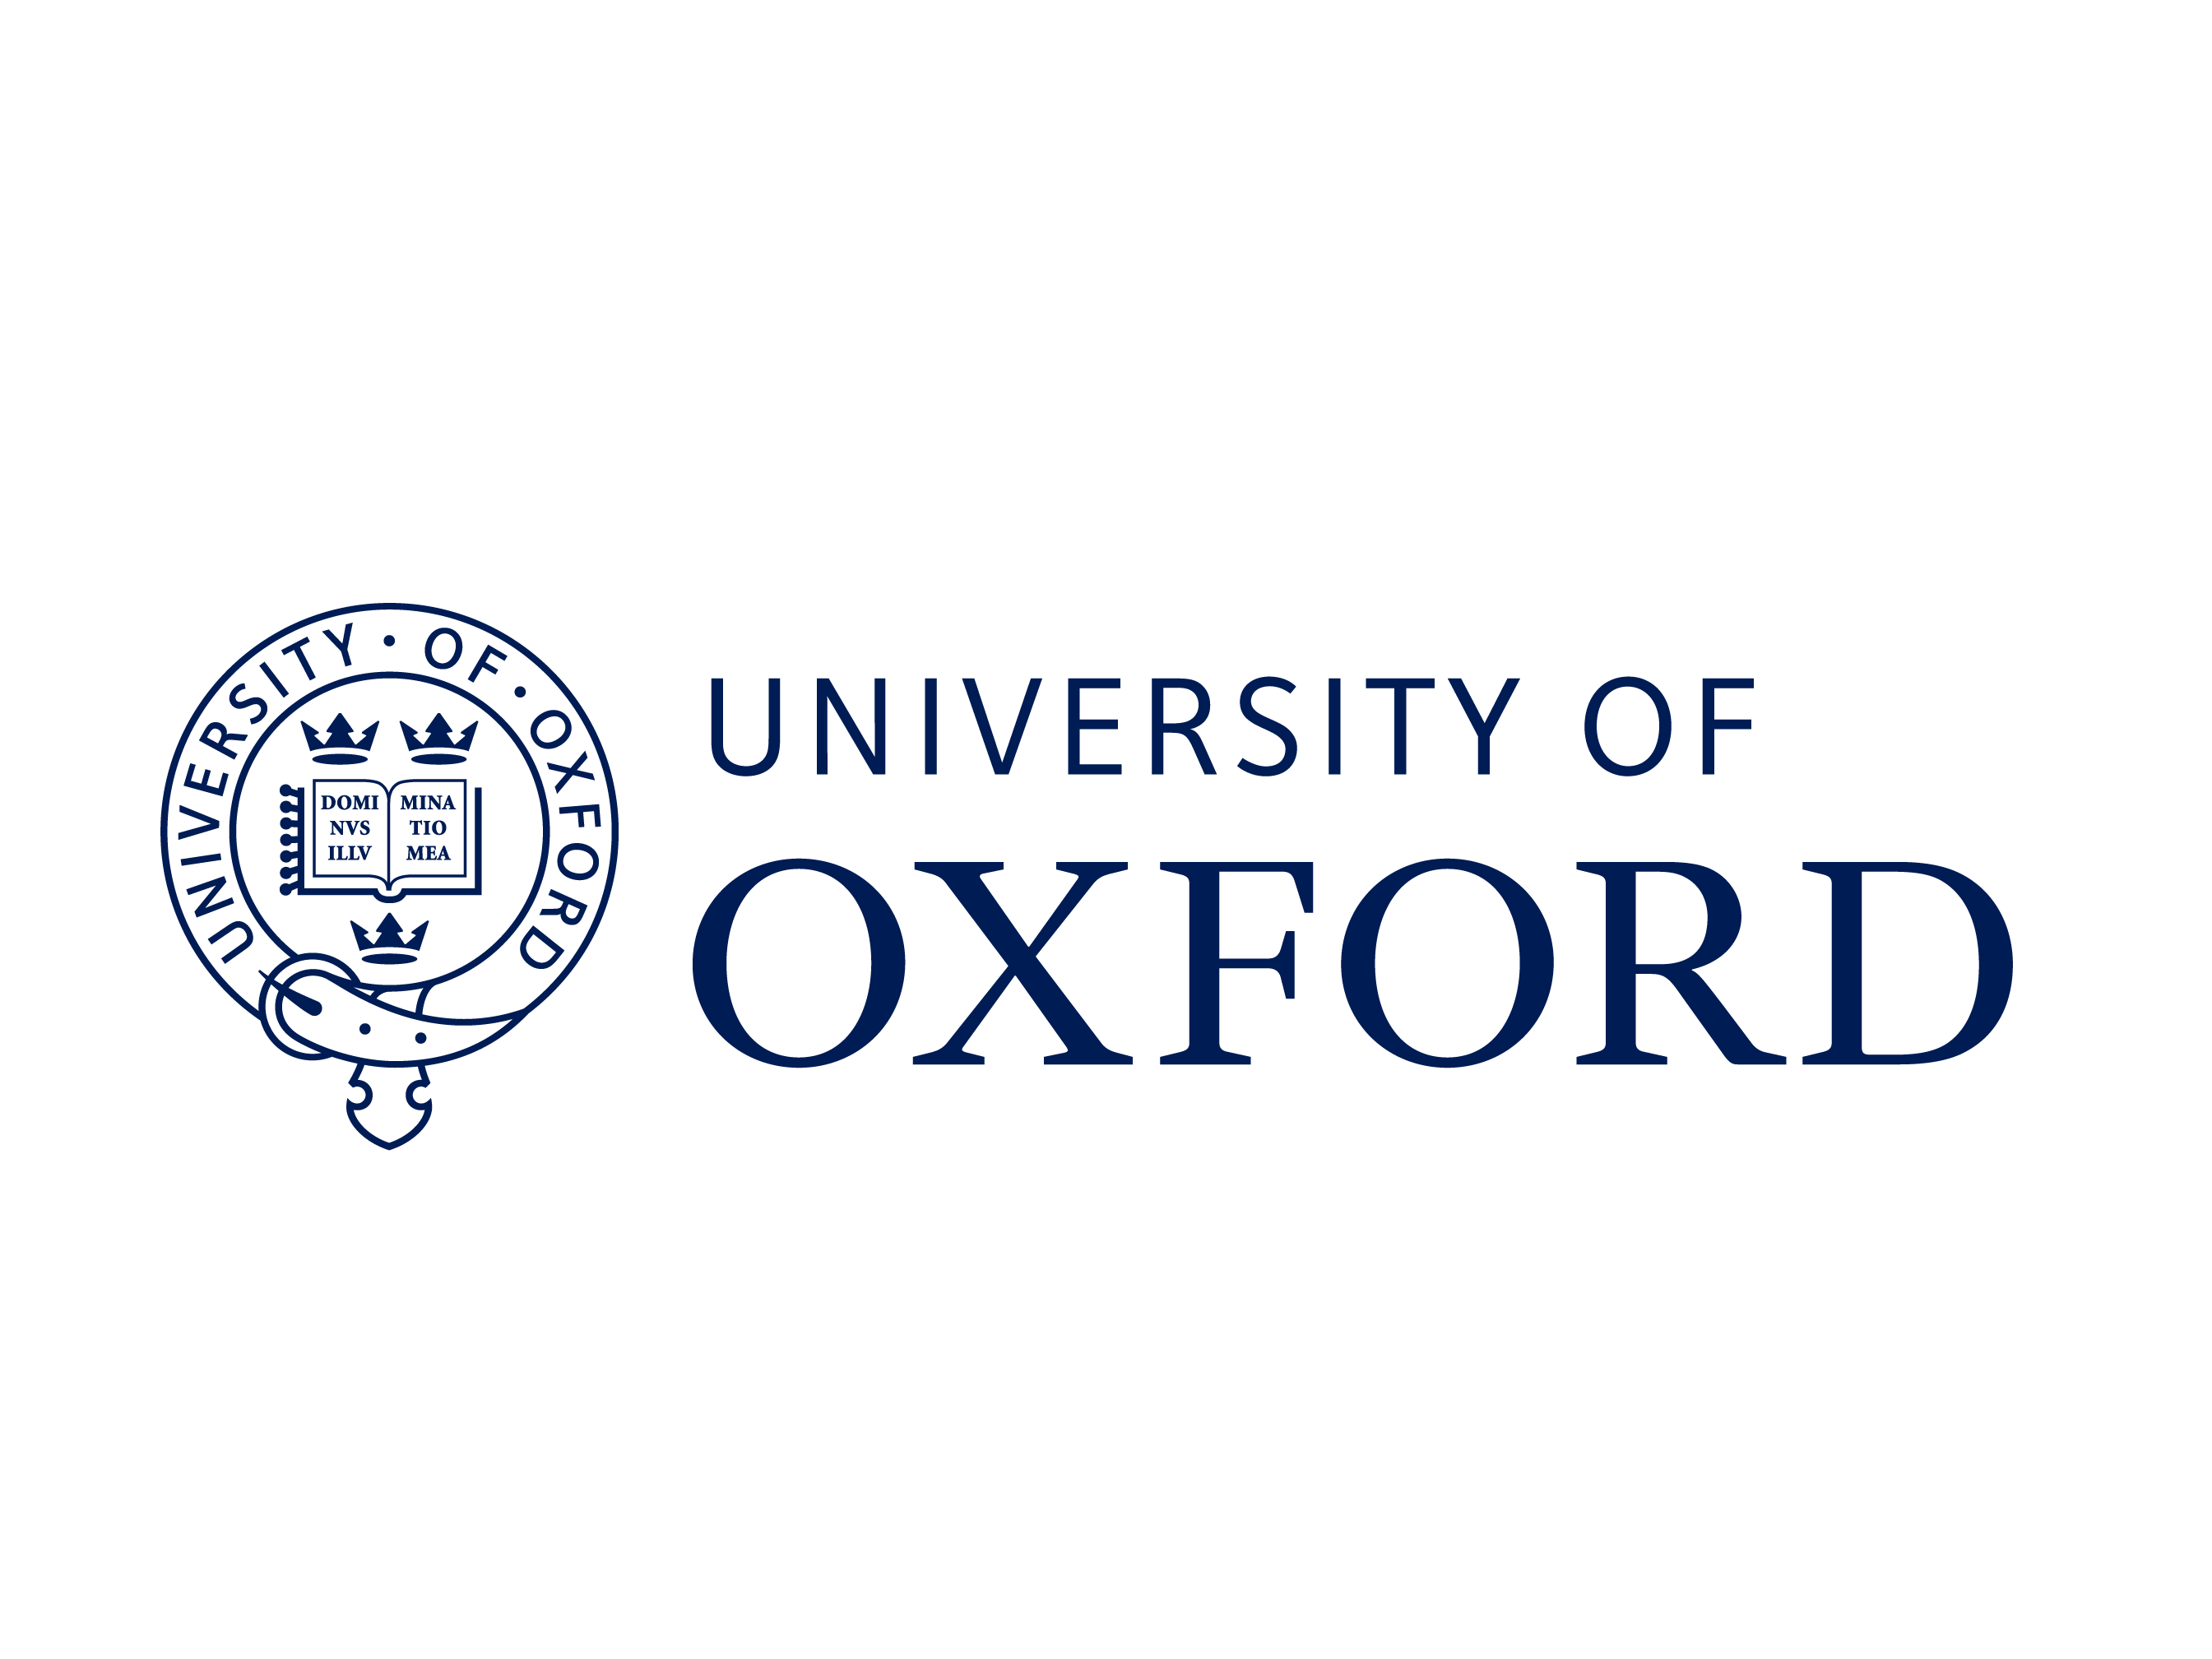 UNIVERSITY • OF • OXFORD
DOMI
NVS
ILLV
MINA
TIO
MEA
UNIVERSITY OF
OXFORD